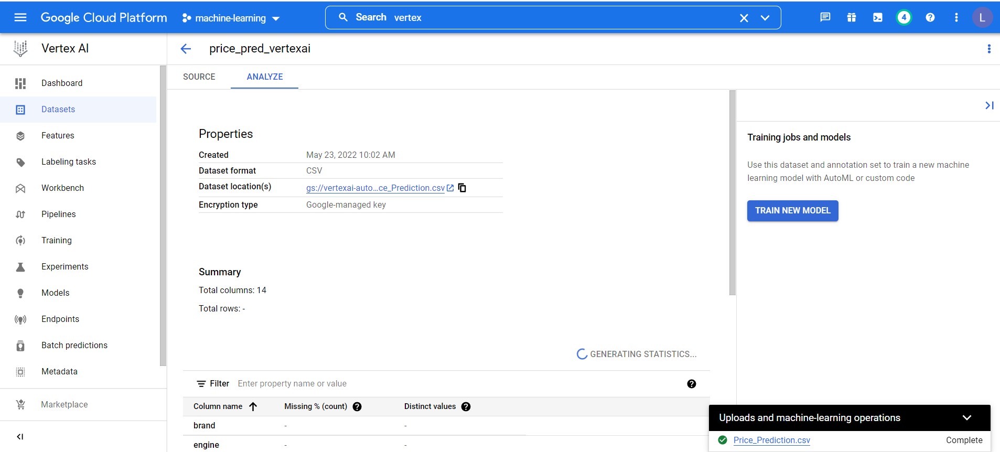 Google Cloud Platform
machine-learning
Search vertex
4
L
Vertex AI
price_pred_vertexai
SOURCE
ANALYZE
Dashboard
Datasets
Features
Labeling tasks
Workbench
Pipelines
Training
Experiments
Models
Endpoints
Batch predictions
Metadata
Marketplace
Properties
Created May 23, 2022 10:02 AM
Dataset format CSV
Dataset location(s) gs://vertexai-auto...ce_Prediction.csv
Encryption type Google-managed key
Summary
Total columns: 14
Total rows: -
GENERATING STATISTICS...
Filter Enter property name or value
Column name Missing % (count) Distinct values
brand - -
engine - -
Training jobs and models
Use this dataset and annotation set to train a new machine
learning model with AutoML or custom code
TRAIN NEW MODEL
Uploads and machine-learning operations
Price_Prediction.csv Complete